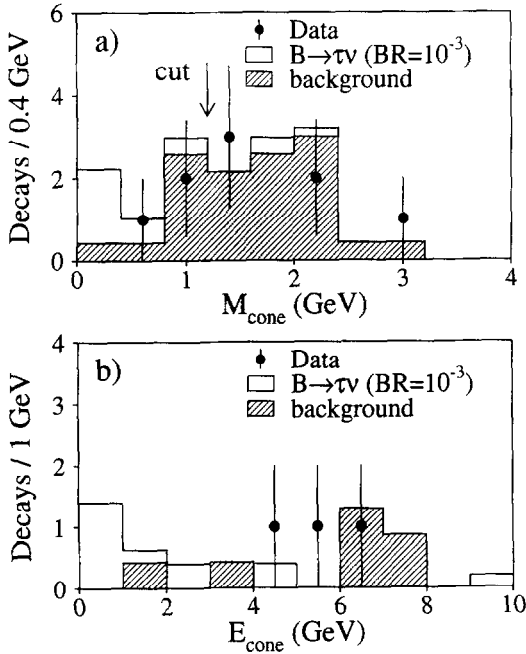 a)
Data
B→τν (BR=10⁻³)
background
cut
Decays / 0.4 GeV
6
4
2
0
0 1 2 3 4
M_cone (GeV)
b)
Data
B→τν (BR=10⁻³)
background
Decays / 1 GeV
4
3
2
1
0
0 2 4 6 8 10
E_cone (GeV)